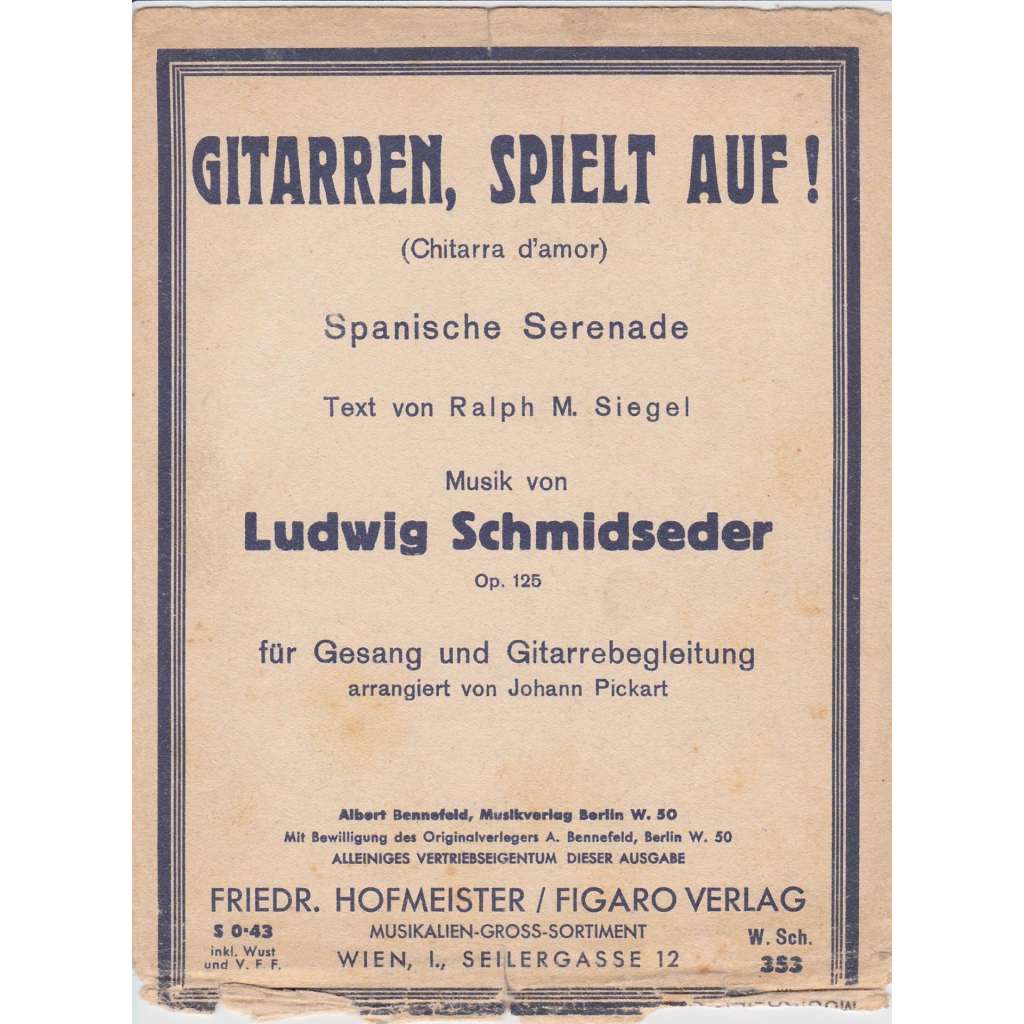 GITARREN, SPIELT AUF!
(Chitarra d'amor)
Spanische Serenade
Text von Ralph M. Siegel
Musik von
Ludwig Schmidseder
Op. 125
für Gesang und Gitarrebegleitung
arrangiert von Johann Pickart
Albert Bennefeld, Musikverlag Berlin W. 50
Mit Bewilligung des Originalverlegers A. Bennefeld, Berlin W. 50
ALLEINIGES VERTRIEBSEIGENTUM DIESER AUSGABE
FRIEDR. HOFMEISTER / FIGARO VERLAG
S 0·43
inkl. Wust
und V. F. F.
MUSIKALIEN-GROSS-SORTIMENT
WIEN, I., SEILERGASSE 12
W. Sch.
353